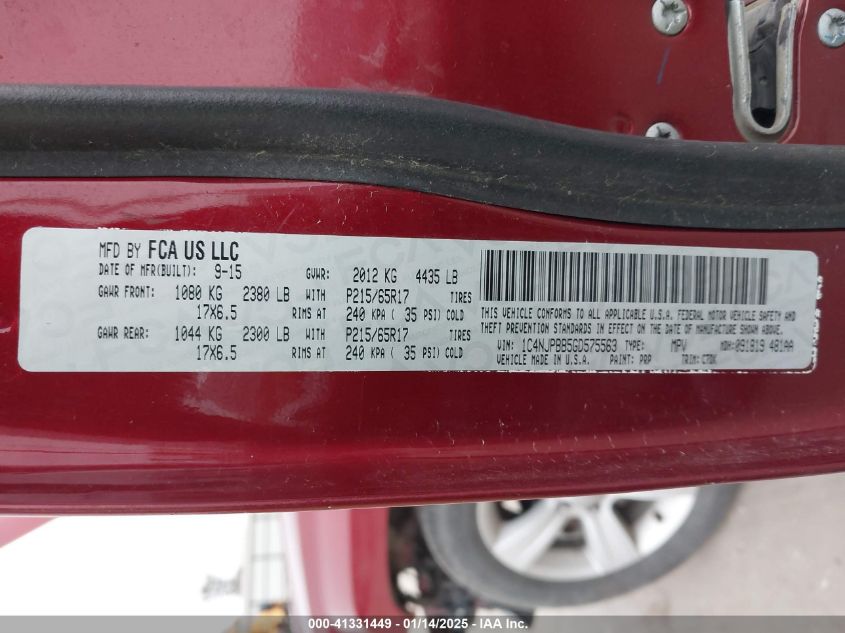 MFD BY FCA US LLC
DATE OF MFR(BUILT): 9-15 GVWR: 2012 KG 4435 LB
GAWR FRONT: 1080 KG 2380 LB WITH P215/65R17 TIRES
17X6.5 RIMS AT 240 KPA ( 35 PSI) COLD
GAWR REAR: 1044 KG 2300 LB WITH P215/65R17 TIRES
17X6.5 RIMS AT 240 KPA ( 35 PSI) COLD
THIS VEHICLE CONFORMS TO ALL APPLICABLE U.S.A. FEDERAL MOTOR VEHICLE SAFETY AND
THEFT PREVENTION STANDARDS IN EFFECT ON THE DATE OF MANUFACTURE SHOWN ABOVE.
VIN: 1C4NJPBB5GD575563 TYPE: MPV MDH: 091819 481AA
VEHICLE MADE IN U.S.A. PAINT: PRP TRIM: C7DK
000-41331449 - 01/14/2025 - IAA Inc.